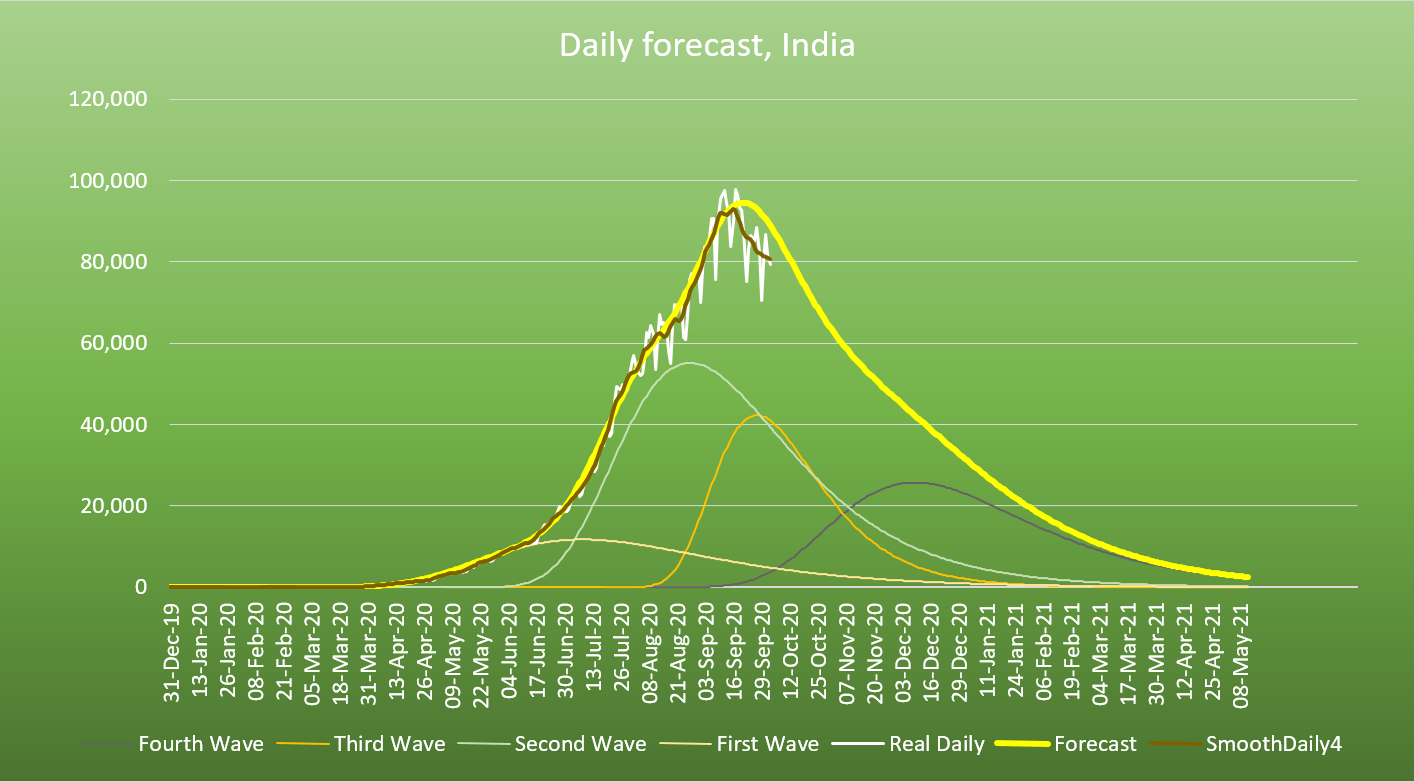 Daily forecast, India
120,000
100,000
80,000
60,000
40,000
20,000
0
31-Dec-19
13-Jan-20
26-Jan-20
08-Feb-20
21-Feb-20
05-Mar-20
18-Mar-20
31-Mar-20
13-Apr-20
26-Apr-20
09-May-20
22-May-20
04-Jun-20
17-Jun-20
30-Jun-20
13-Jul-20
26-Jul-20
08-Aug-20
21-Aug-20
03-Sep-20
16-Sep-20
29-Sep-20
12-Oct-20
25-Oct-20
07-Nov-20
20-Nov-20
03-Dec-20
16-Dec-20
29-Dec-20
11-Jan-21
24-Jan-21
06-Feb-21
19-Feb-21
04-Mar-21
17-Mar-21
30-Mar-21
12-Apr-21
25-Apr-21
08-May-21
Fourth Wave Third Wave Second Wave First Wave Real Daily Forecast SmoothDaily4